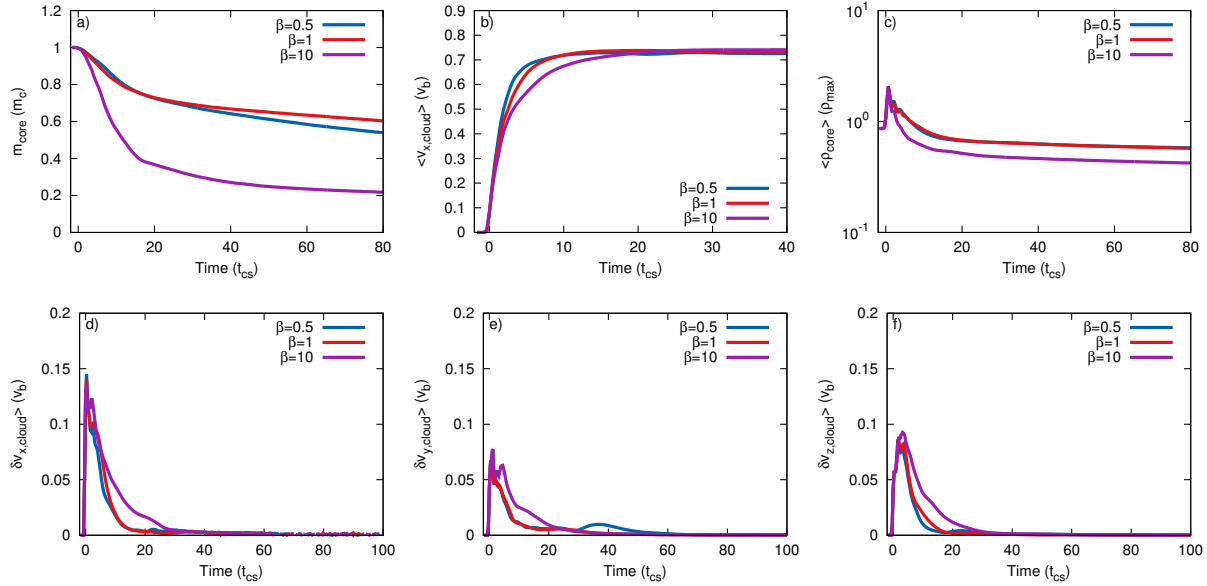 a)
β=0.5
β=1
β=10
m_core (m_c)
1.2
1
0.8
0.6
0.4
0.2
0
0 20 40 60 80
Time (t_cs)
b)
β=0.5
β=1
β=10
<v_x,cloud> (v_b)
0.9
0.8
0.7
0.6
0.5
0.4
0.3
0.2
0.1
0
0 10 20 30 40
Time (t_cs)
c)
β=0.5
β=1
β=10
<ρ_core> (ρ_max)
10^1
10^0
10^-1
0 20 40 60 80
Time (t_cs)
d)
β=0.5
β=1
β=10
δv_x,cloud> (v_b)
0.2
0.15
0.1
0.05
0
0 20 40 60 80 100
Time (t_cs)
e)
β=0.5
β=1
β=10
δv_y,cloud> (v_b)
0.2
0.15
0.1
0.05
0
0 20 40 60 80 100
Time (t_cs)
f)
β=0.5
β=1
β=10
δv_z,cloud> (v_b)
0.2
0.15
0.1
0.05
0
0 20 40 60 80 100
Time (t_cs)